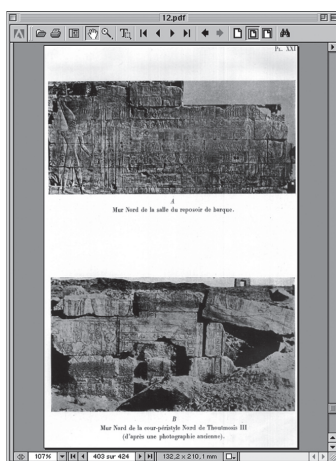 12.pdf
Pl. XXI
A
Mur Nord de la salle du reposoir de barque.
B
Mur Nord de la cour-péristyle Nord de Thoutmosis III
(d'après une photographie ancienne).
107%
403 sur 424
132,2 x 210,1 mm